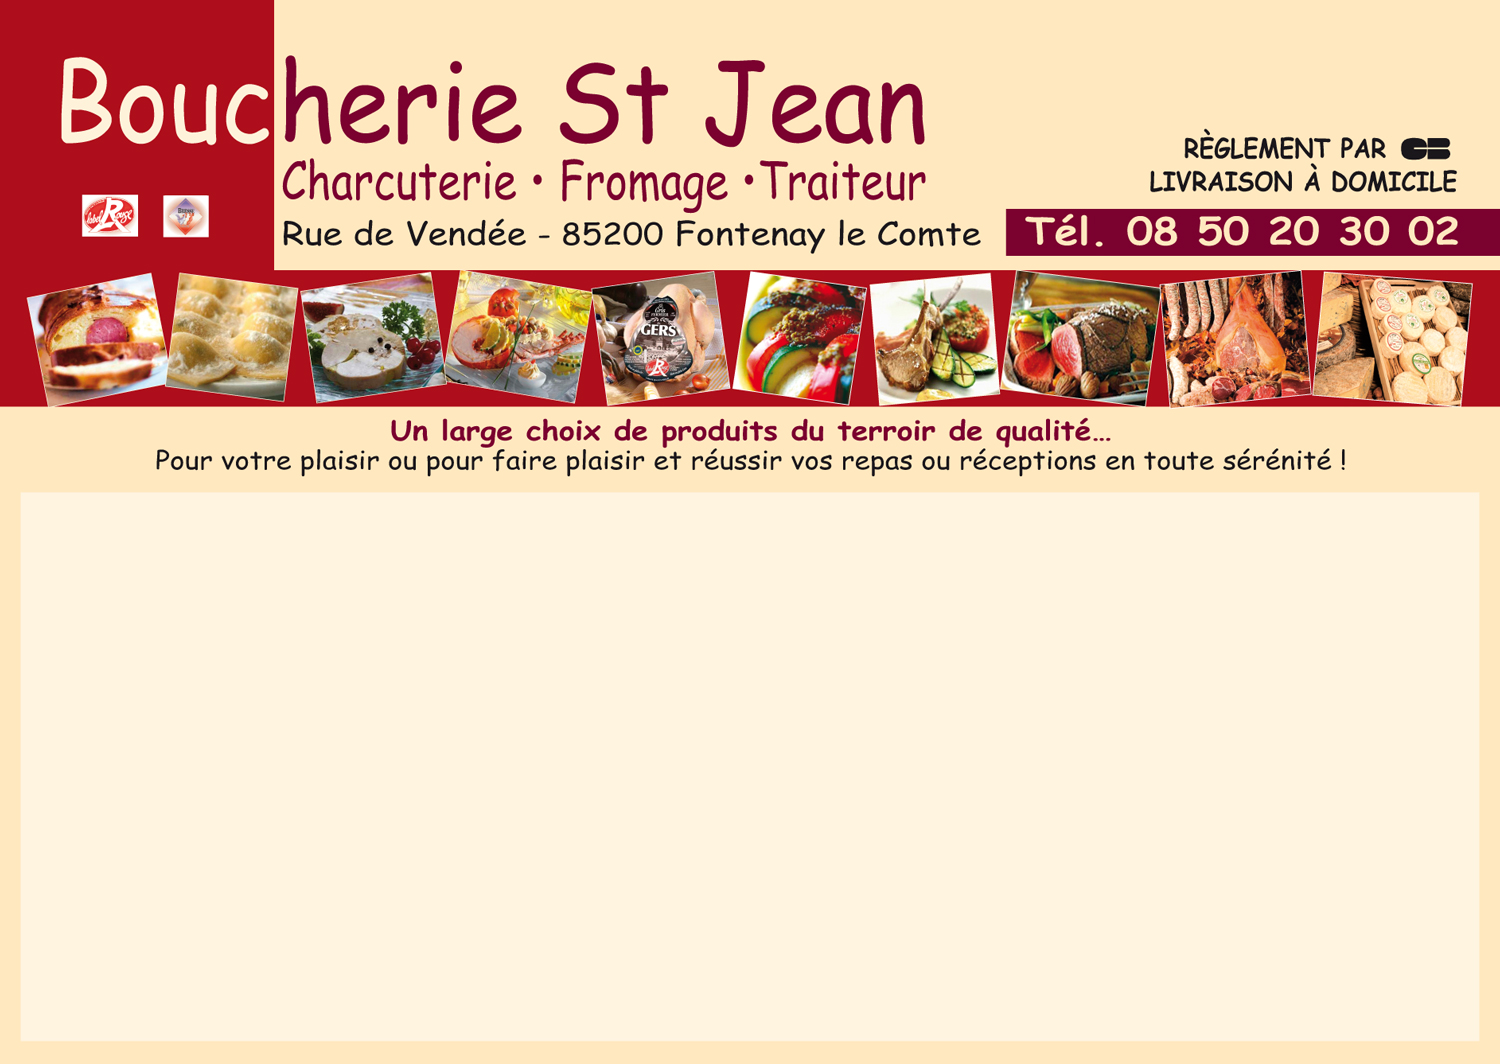 Boucherie St Jean
Charcuterie • Fromage • Traiteur
Rue de Vendée - 85200 Fontenay le Comte
RÈGLEMENT PAR CB
LIVRAISON À DOMICILE
Tél. 08 50 20 30 02
label Rouge
GERS
Un large choix de produits du terroir de qualité...
Pour votre plaisir ou pour faire plaisir et réussir vos repas ou réceptions en toute sérénité !